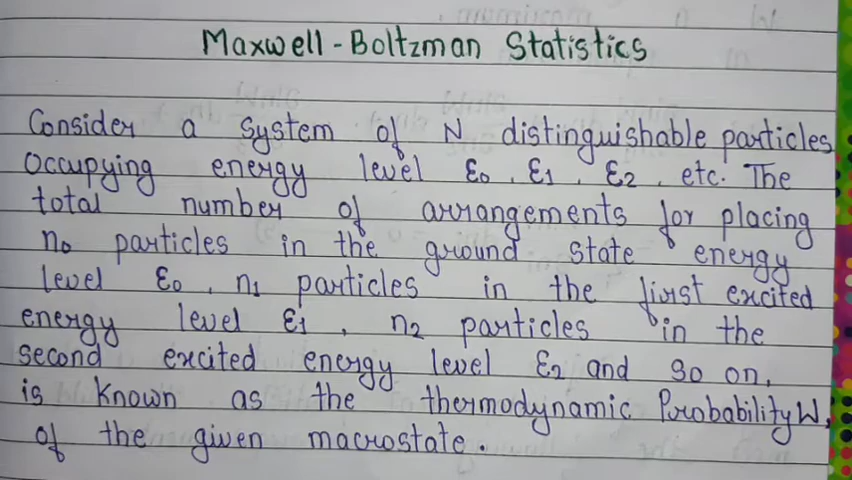 Maxwell-Boltzman Statistics
Consider a system of N distinguishable particles
occupying energy level ε₀, ε₁, ε₂, etc. The
total number of arrangements for placing
n₀ particles in the ground state energy
level ε₀, n₁ particles in the first excited
energy level ε₁, n₂ particles in the
second excited energy level ε₂ and so on,
is known as the thermodynamic Probability W,
of the given macrostate.